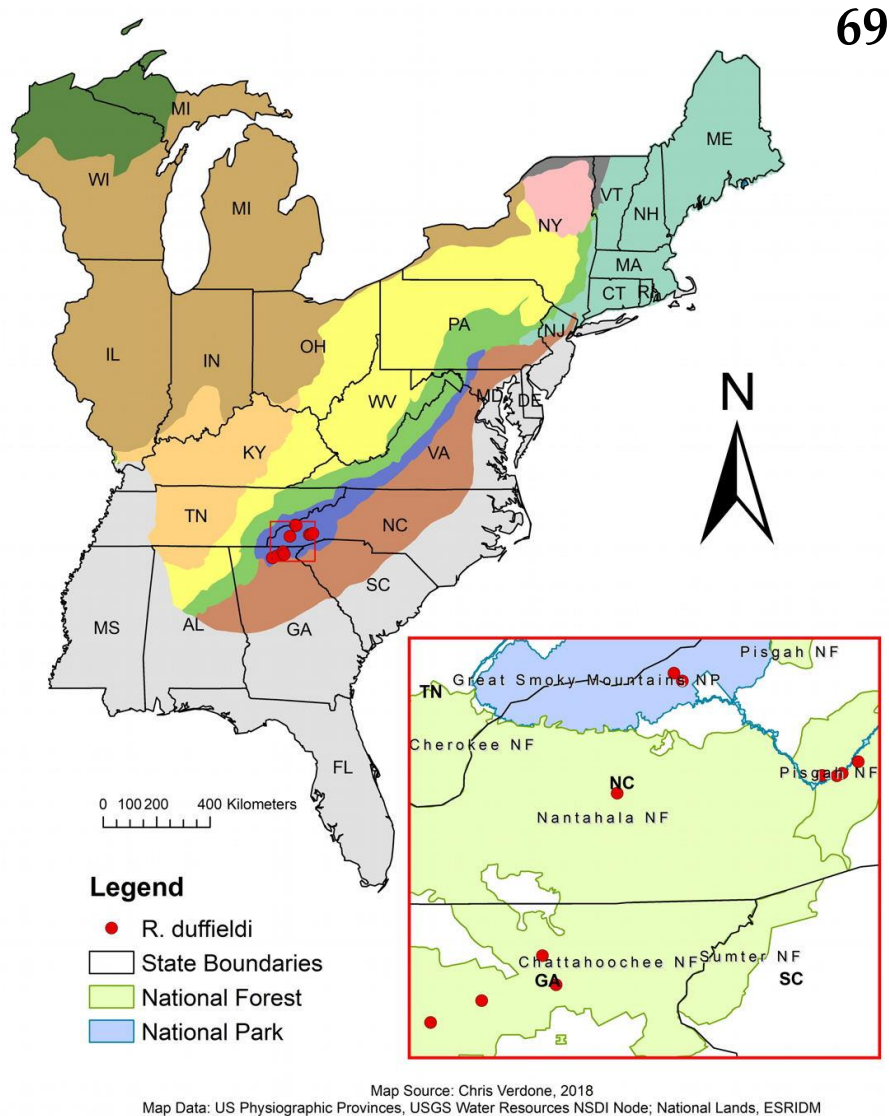 69
MI
ME
WI
VT
MI
NH
NY
MA
CT
RI
PA
NJ
OH
IL
IN
MD
DE
WV
N
KY
VA
TN
NC
SC
MS
AL
GA
FL
0 100 200 400 Kilometers
Pisgah NF
Great Smoky Mountains NP
TN
Cherokee NF
Pisgah NF
NC
Nantahala NF
Chattahoochee NF
Sumter NF
GA
SC
Legend
R. duffieldi
State Boundaries
National Forest
National Park
Map Source: Chris Verdone, 2018
Map Data: US Physiographic Provinces, USGS Water Resources NSDI Node; National Lands, ESRIDM